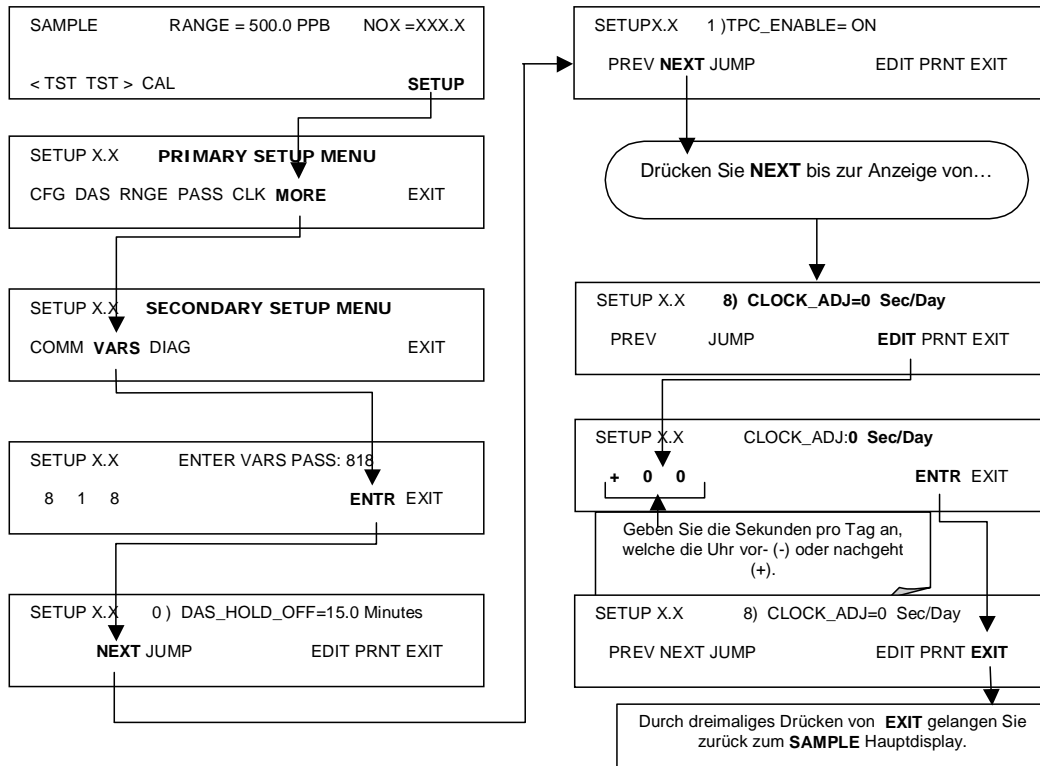 SAMPLE RANGE = 500.0 PPB NOX =XXX.X
< TST TST > CAL SETUP
SETUP X.X PRIMARY SETUP MENU
CFG DAS RNGE PASS CLK MORE EXIT
SETUP X.X SECONDARY SETUP MENU
COMM VARS DIAG EXIT
SETUP X.X ENTER VARS PASS: 818
8 1 8 ENTR EXIT
SETUP X.X 0 ) DAS_HOLD_OFF=15.0 Minutes
NEXT JUMP EDIT PRNT EXIT
SETUPX.X 1 )TPC_ENABLE= ON
PREV NEXT JUMP EDIT PRNT EXIT
Drücken Sie NEXT bis zur Anzeige von…
SETUP X.X 8) CLOCK_ADJ=0 Sec/Day
PREV JUMP EDIT PRNT EXIT
SETUP X.X CLOCK_ADJ:0 Sec/Day
+ 0 0 ENTR EXIT
Geben Sie die Sekunden pro Tag an,
welche die Uhr vor- (-) oder nachgeht
(+).
SETUP X.X 8) CLOCK_ADJ=0 Sec/Day
PREV NEXT JUMP EDIT PRNT EXIT
Durch dreimaliges Drücken von EXIT gelangen Sie
zurück zum SAMPLE Hauptdisplay.